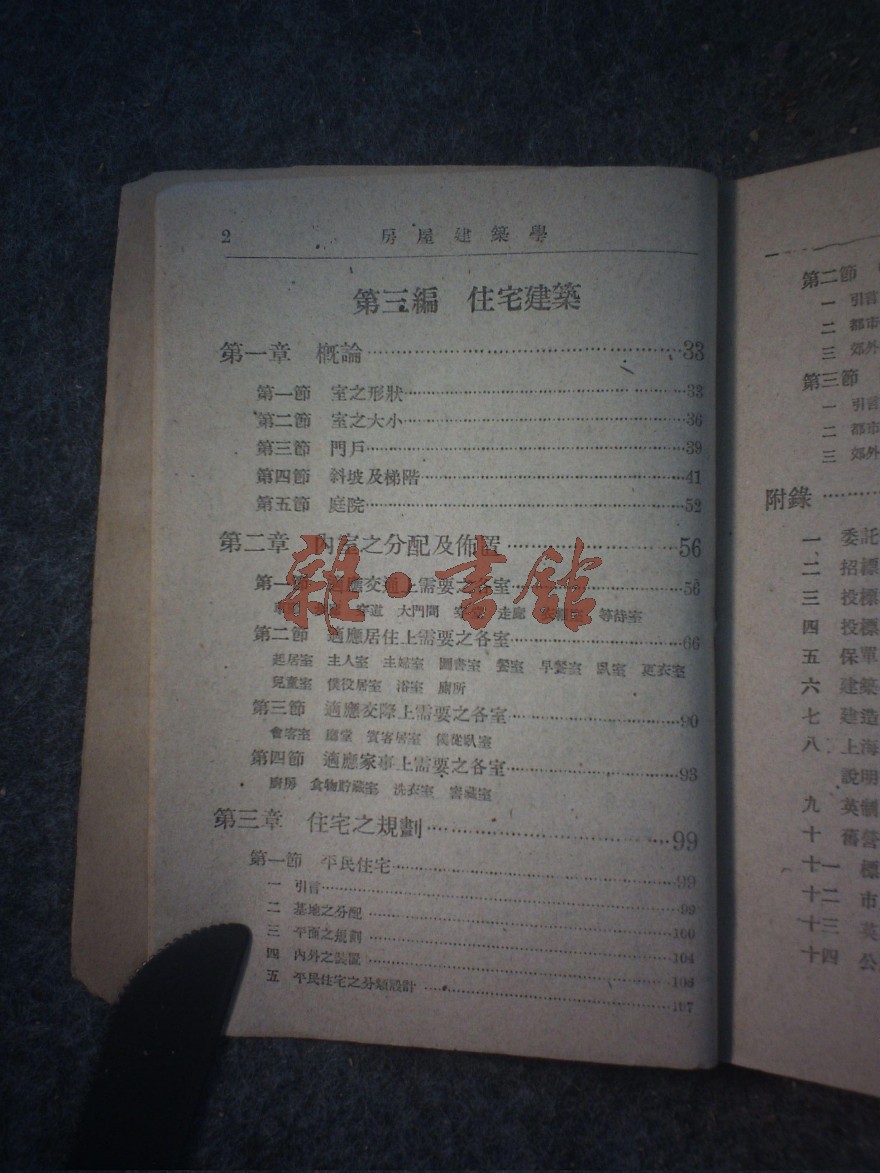 2 房屋建築學
第三編 住宅建築
第一章 概論 33
第一節 室之形狀 33
第二節 室之大小 36
第三節 門戶 39
第四節 斜坡及梯階 41
第五節 庭院 52
第二章 內室之分配及佈置 56
第一節 適應交通上需要之各室 56
大門間 走廊 等待室
第二節 適應居住上需要之各室 66
起居室 主人室 主婦室 圖書室 餐室 早餐室 臥室 更衣室
兒童室 僕役居室 浴室 廁所
第三節 適應交際上需要之各室 90
會客室 廳堂 賓客居室 僕從臥室
第四節 適應家事上需要之各室 93
廚房 食物貯藏室 洗衣室 密藏室
第三章 住宅之規劃 99
第一節 平民住宅 99
一 引言 99
二 基地之分配 100
三 平面之規劃 104
四 內外之裝置 106
五 平民住宅之分類設計 107
雜·書館
第二節
一 引言
二 都市
三 郊外
第三節
一 引言
二 都市
三 郊外
附錄
一 委託
二 招標
三 投標
四 投標
五 保單
六 建築
七 建造
八 上海
說明
九 英制
十 舊營
十一 標
十二 市
十三 英
十四 公